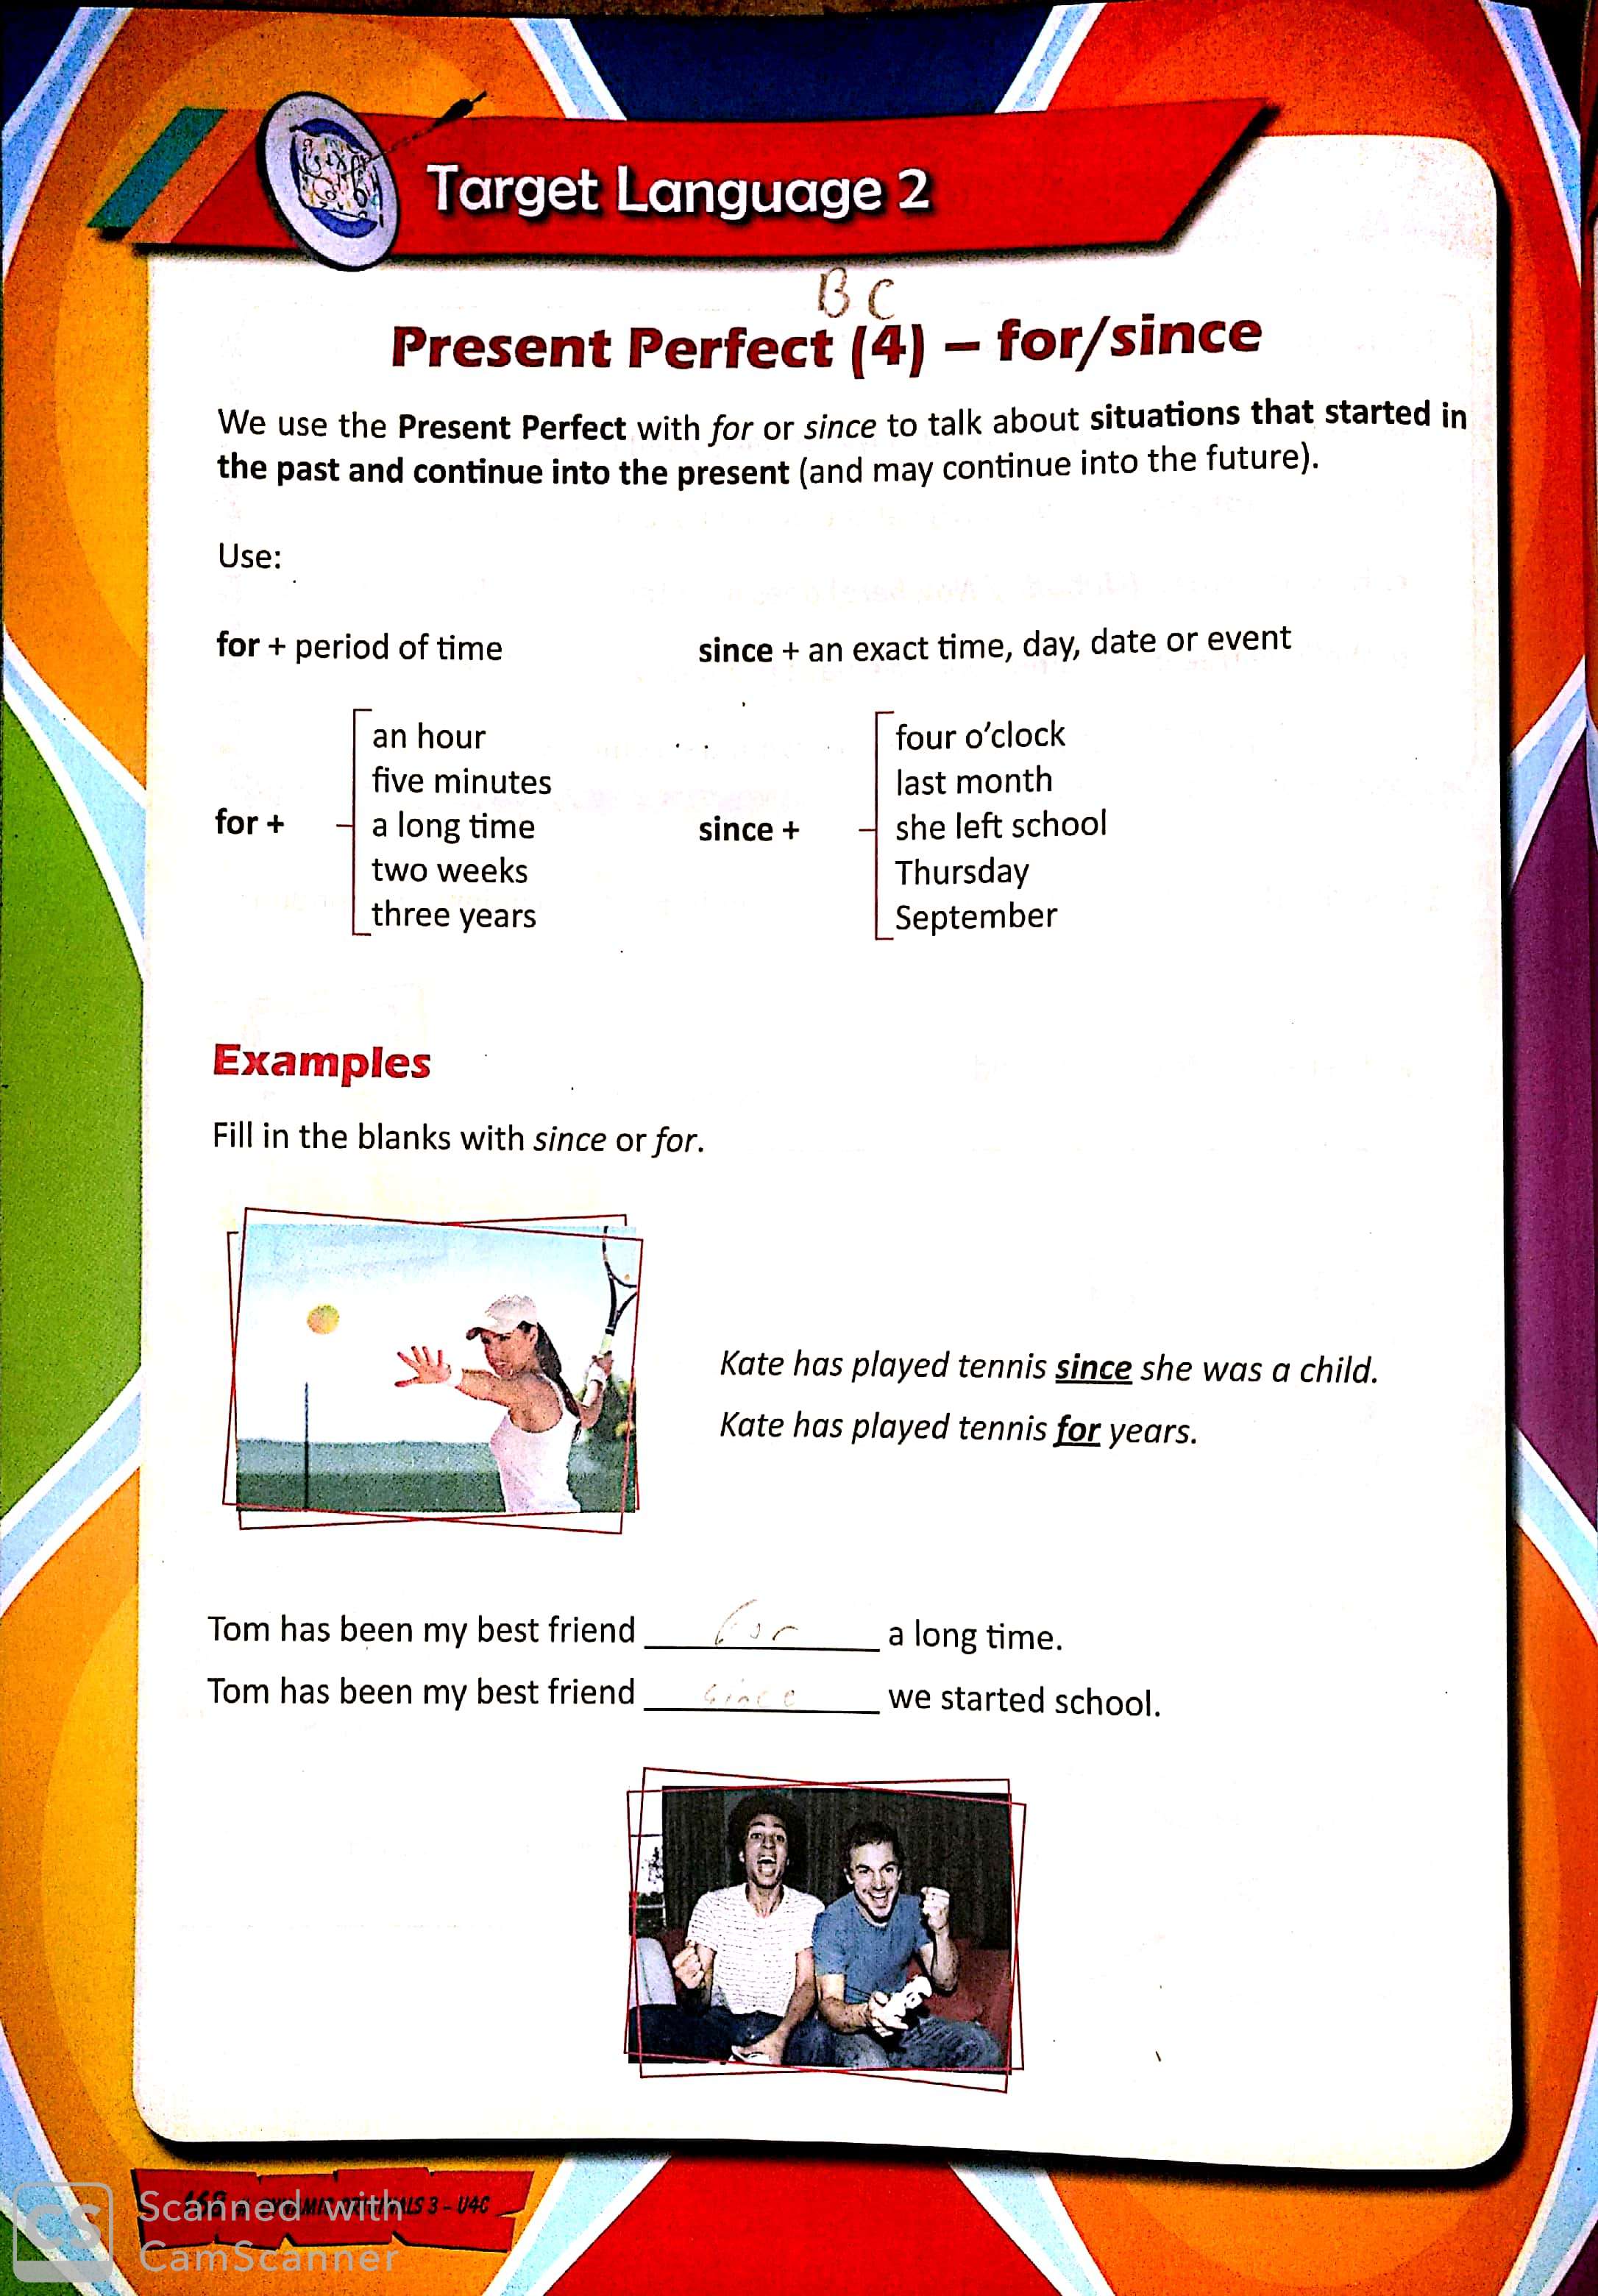 Target Language 2
B C
Present Perfect (4) – for/since
We use the Present Perfect with for or since to talk about situations that started in
the past and continue into the present (and may continue into the future).
Use:
for + period of time
since + an exact time, day, date or event
for +
an hour
five minutes
a long time
two weeks
three years
since +
four o'clock
last month
she left school
Thursday
September
Examples
Fill in the blanks with since or for.
Kate has played tennis since she was a child.
Kate has played tennis for years.
Tom has been my best friend for a long time.
Tom has been my best friend since we started school.
3 – U4C
CS
Scanned with
CamScanner